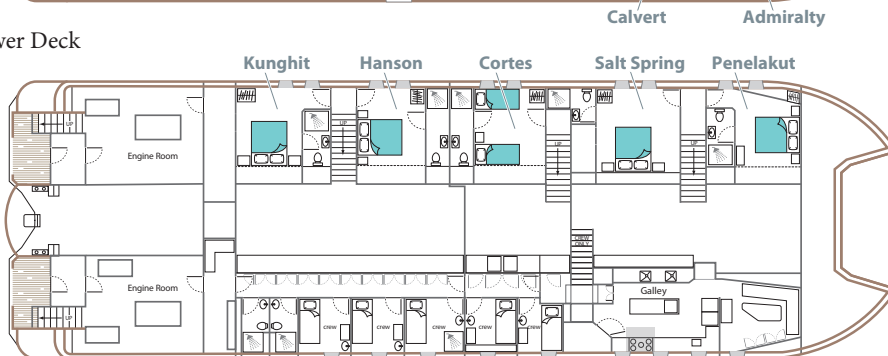 Calvert Admiralty
wer Deck
Kunghit Hanson Cortes Salt Spring Penelakut
UP
UP
UP
UP
Engine Room
CREW
ONLY
Engine Room
Galley
UP
crew crew crew crew crew